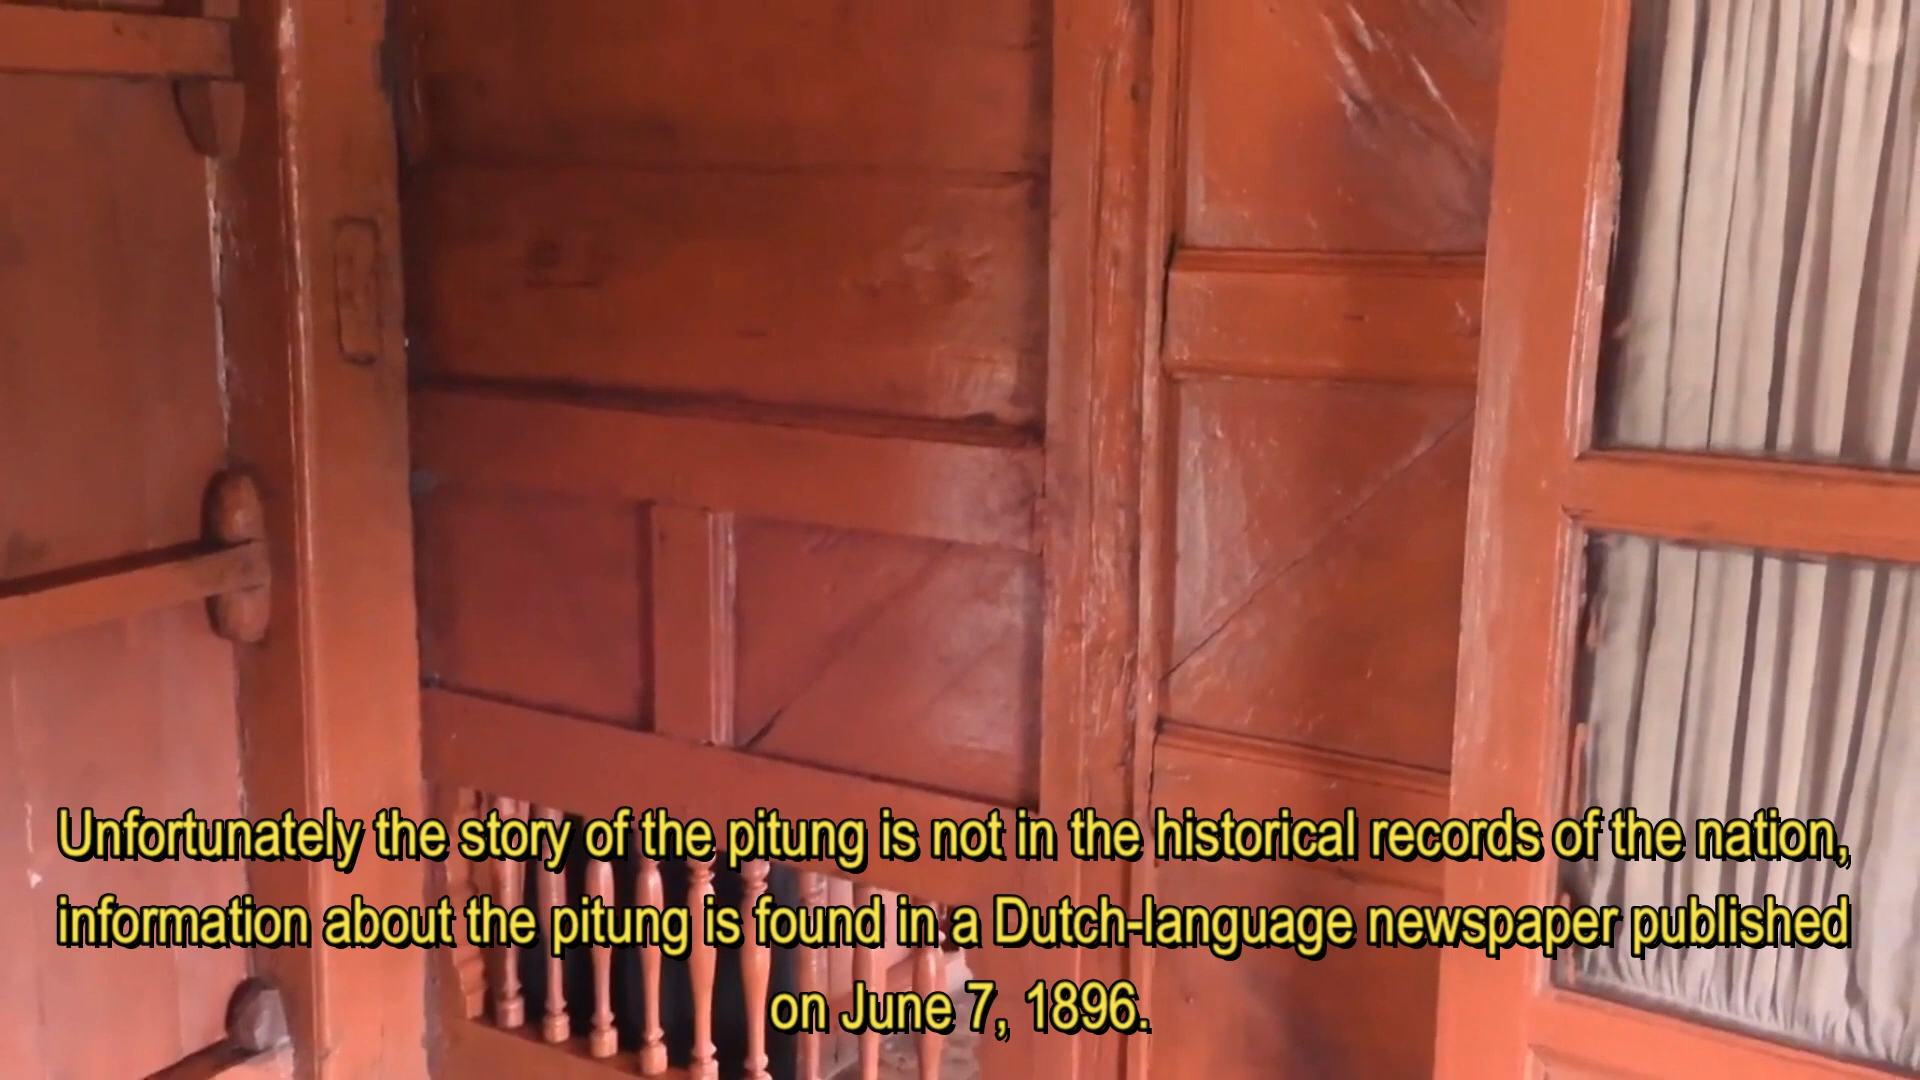 Unfortunately the story of the pitung is not in the historical records of the nation,
information about the pitung is found in a Dutch-language newspaper published
on June 7, 1896.